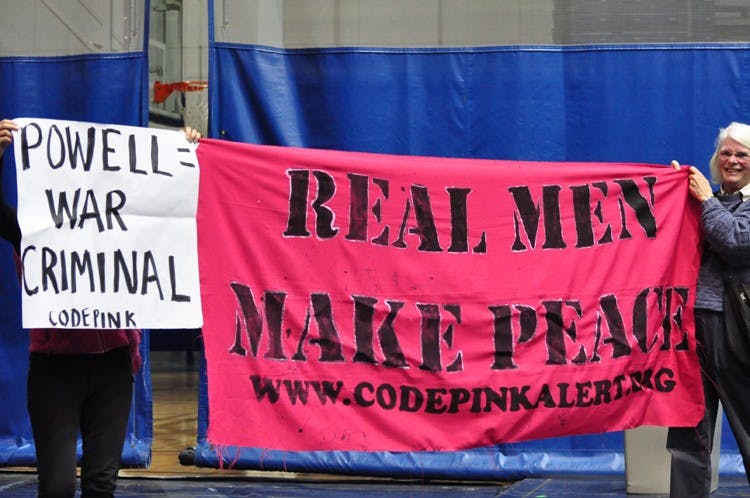 POWELL=
WAR
CRIMINAL
CODEPINK
REAL MEN
MAKE PEACE
WWW.CODEPINKALERT.ORG